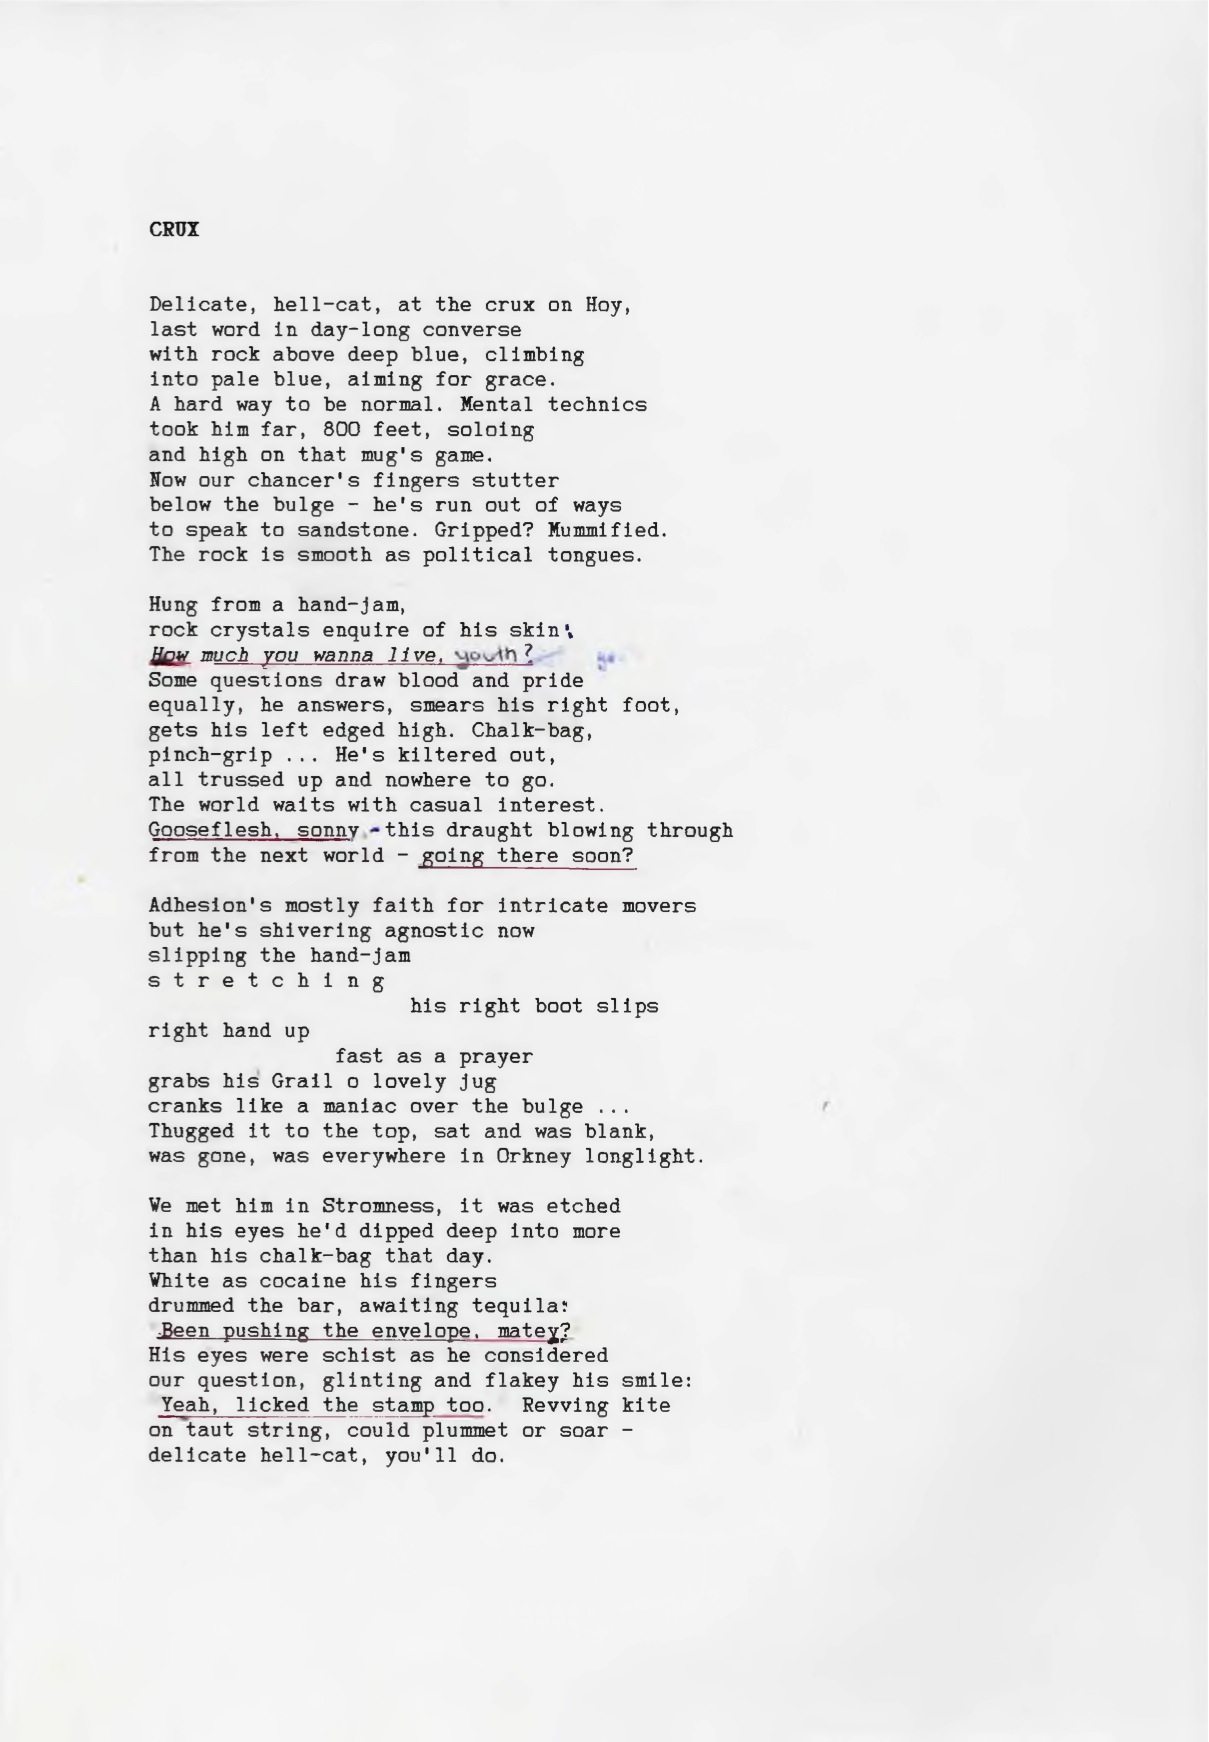 CRUX
Delicate, hell-cat, at the crux on Hoy,
last word in day-long converse
with rock above deep blue, climbing
into pale blue, aiming for grace.
A hard way to be normal. Mental technics
took him far, 800 feet, soloing
and high on that mug's game.
Now our chancer's fingers stutter
below the bulge - he's run out of ways
to speak to sandstone. Gripped? Mummified.
The rock is smooth as political tongues.
Hung from a hand-jam,
rock crystals enquire of his skin:
How much you wanna live, youth?
Some questions draw blood and pride
equally, he answers, smears his right foot,
gets his left edged high. Chalk-bag,
pinch-grip ... He's kiltered out,
all trussed up and nowhere to go.
The world waits with casual interest.
Gooseflesh, sonny - this draught blowing through
from the next world - going there soon?
Adhesion's mostly faith for intricate movers
but he's shivering agnostic now
slipping the hand-jam
s t r e t c h i n g
his right boot slips
right hand up
fast as a prayer
grabs his Grail o lovely jug
cranks like a maniac over the bulge ...
Thugged it to the top, sat and was blank,
was gone, was everywhere in Orkney longlight.
We met him in Stromness, it was etched
in his eyes he'd dipped deep into more
than his chalk-bag that day.
White as cocaine his fingers
drummed the bar, awaiting tequila:
Been pushing the envelope, matey?
His eyes were schist as he considered
our question, glinting and flakey his smile:
Yeah, licked the stamp too. Revving kite
on taut string, could plummet or soar -
delicate hell-cat, you'll do.